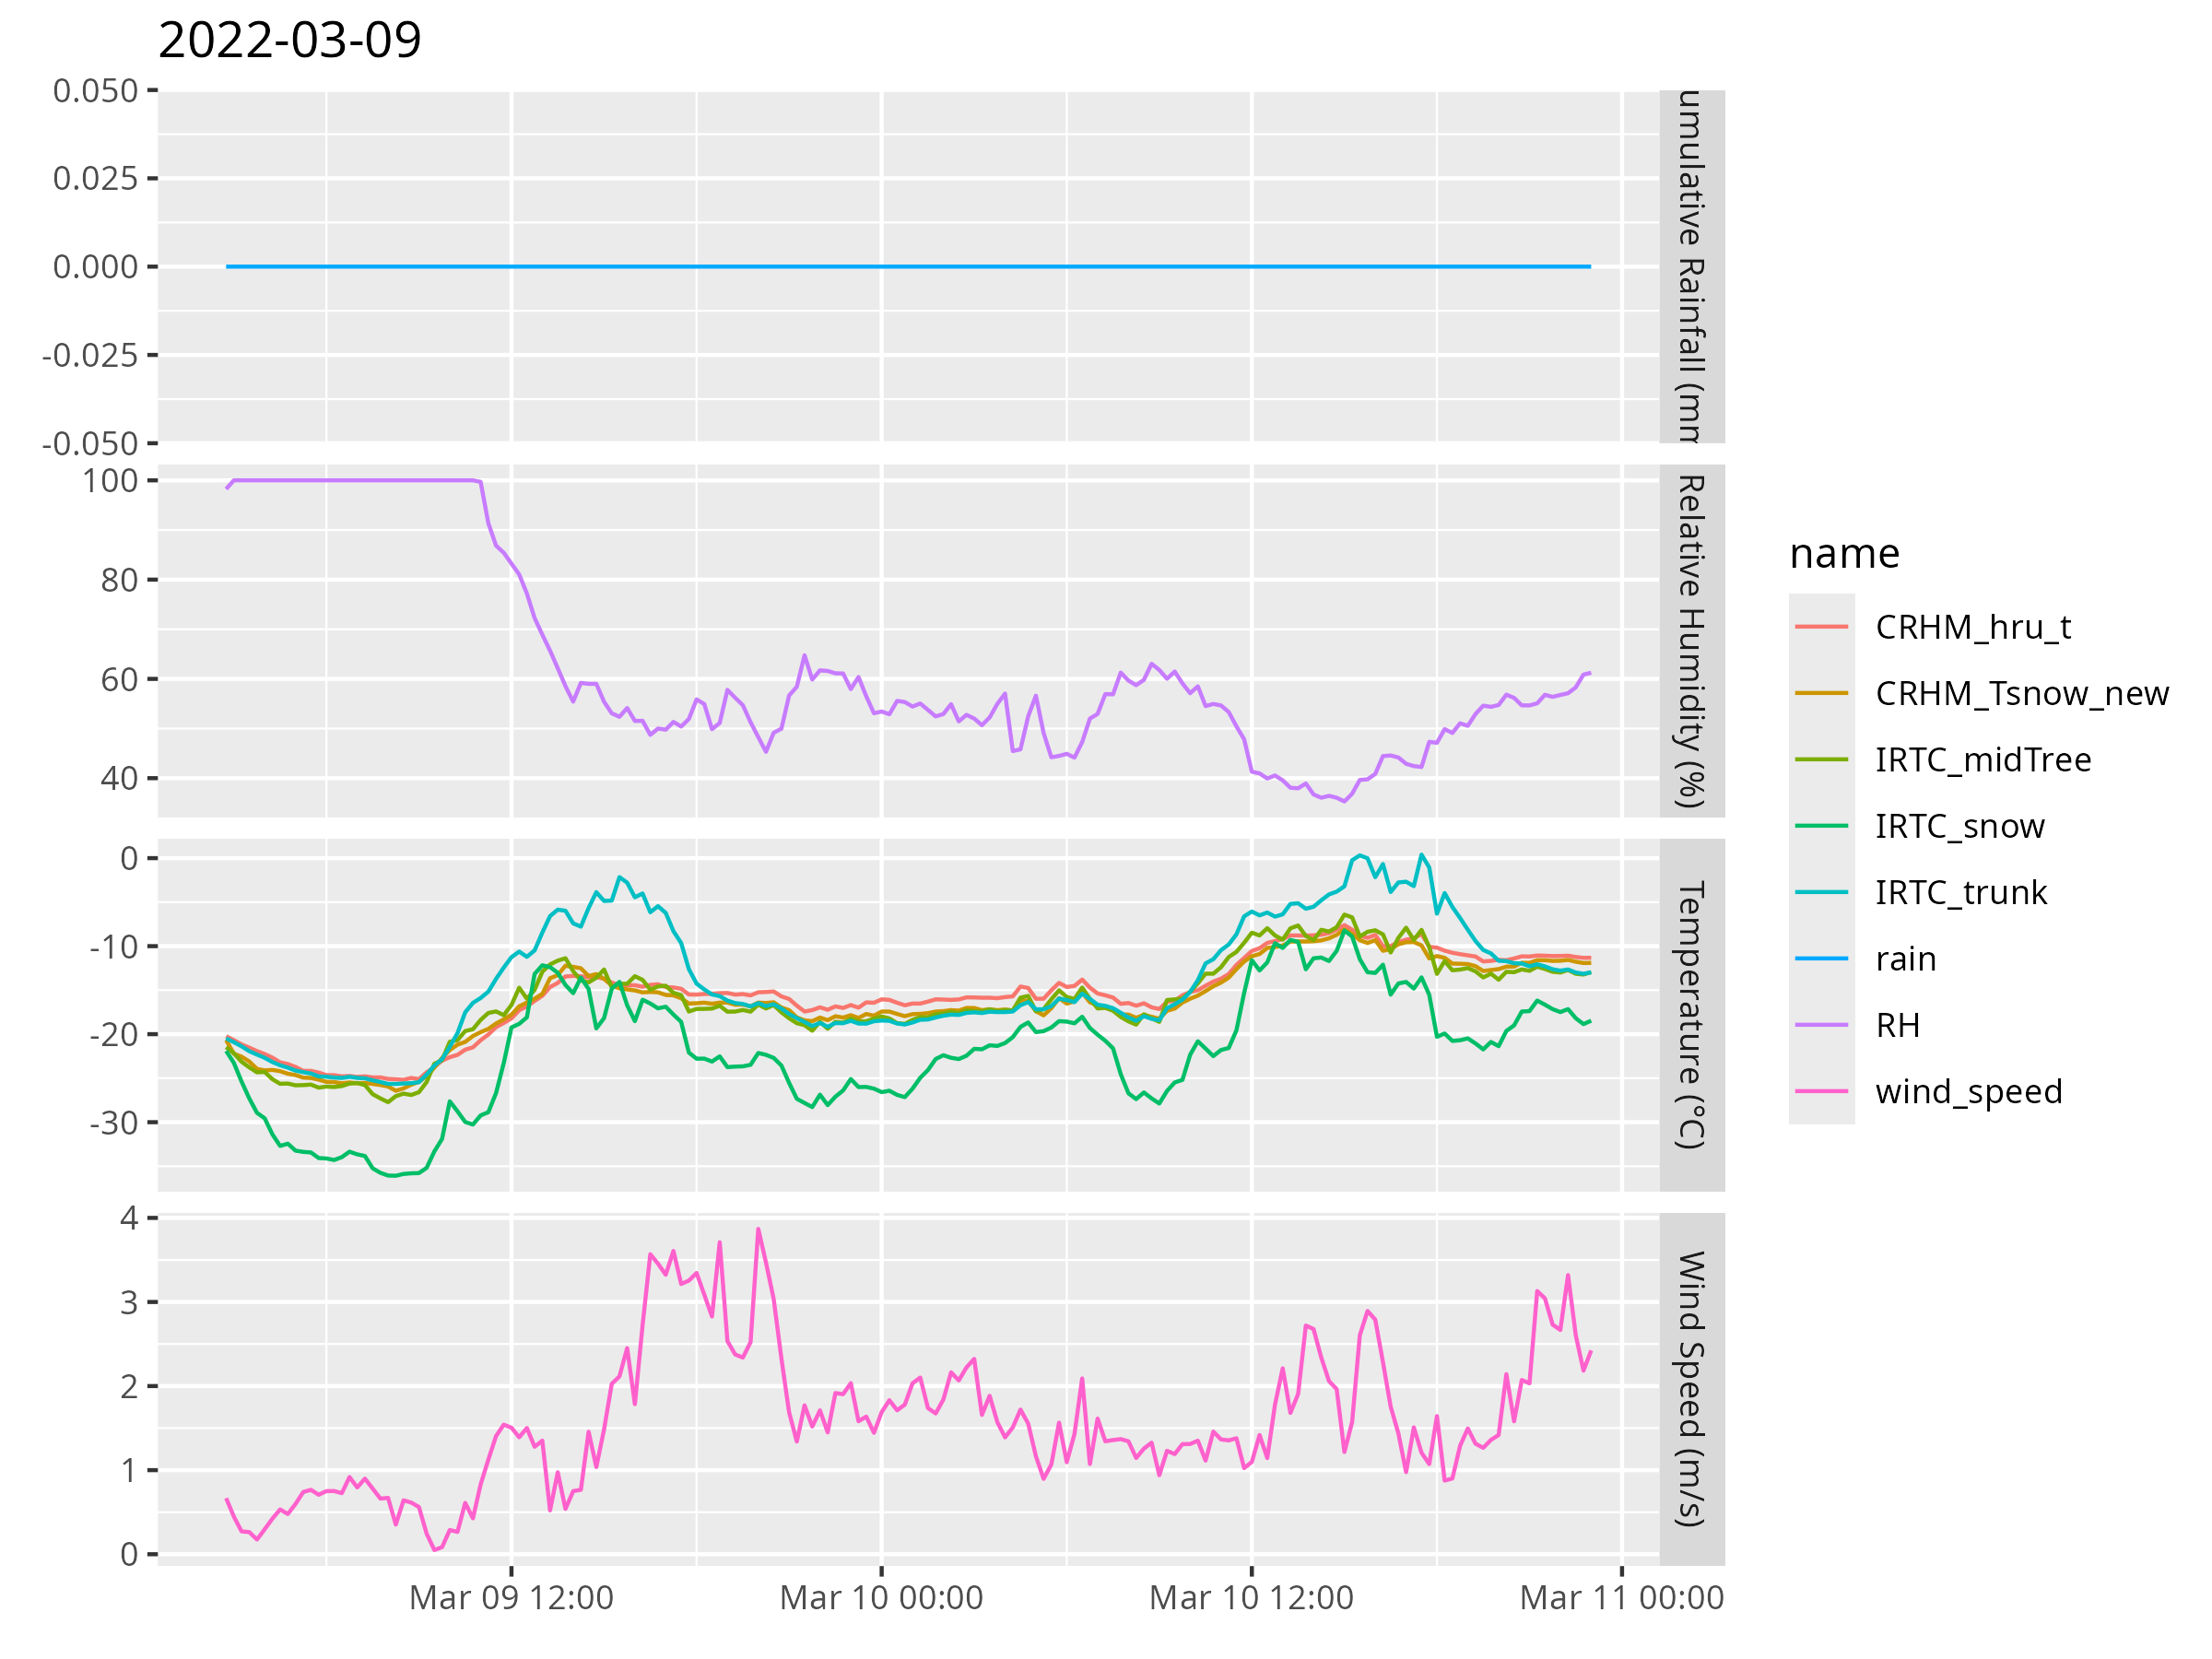 2022-03-09
0.050
0.025
0.000
-0.025
-0.050
umulative Rainfall (mm
100
80
60
40
Relative Humidity (%)
0
-10
-20
-30
Temperature (°C)
4
3
2
1
0
Wind Speed (m/s)
Mar 09 12:00
Mar 10 00:00
Mar 10 12:00
Mar 11 00:00
name
CRHM_hru_t
CRHM_Tsnow_new
IRTC_midTree
IRTC_snow
IRTC_trunk
rain
RH
wind_speed